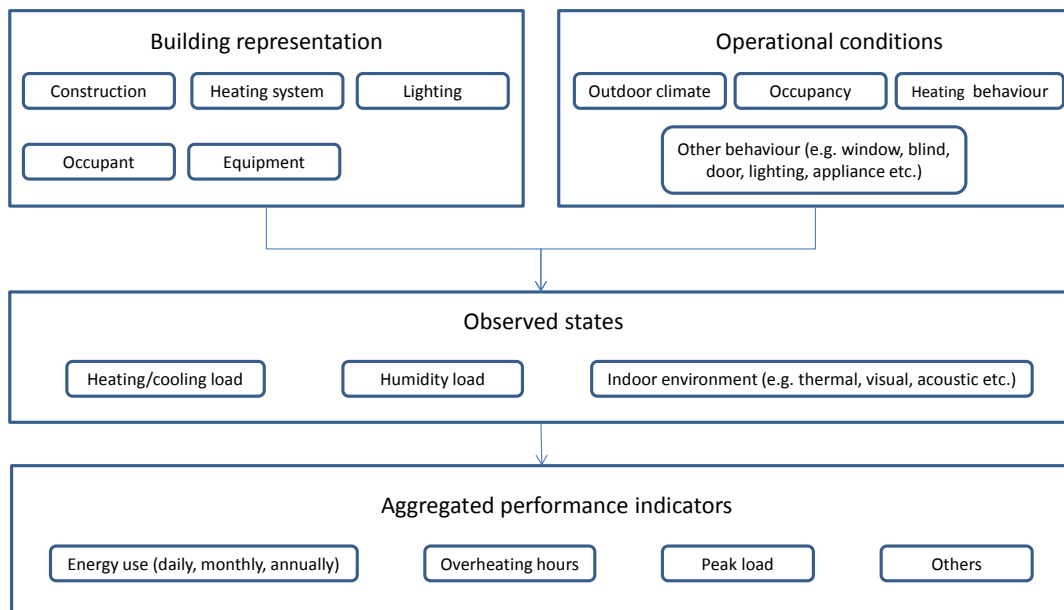 Building representation
Construction
Heating system
Lighting
Occupant
Equipment
Operational conditions
Outdoor climate
Occupancy
Heating behaviour
Other behaviour (e.g. window, blind,
door, lighting, appliance etc.)
Observed states
Heating/cooling load
Humidity load
Indoor environment (e.g. thermal, visual, acoustic etc.)
Aggregated performance indicators
Energy use (daily, monthly, annually)
Overheating hours
Peak load
Others